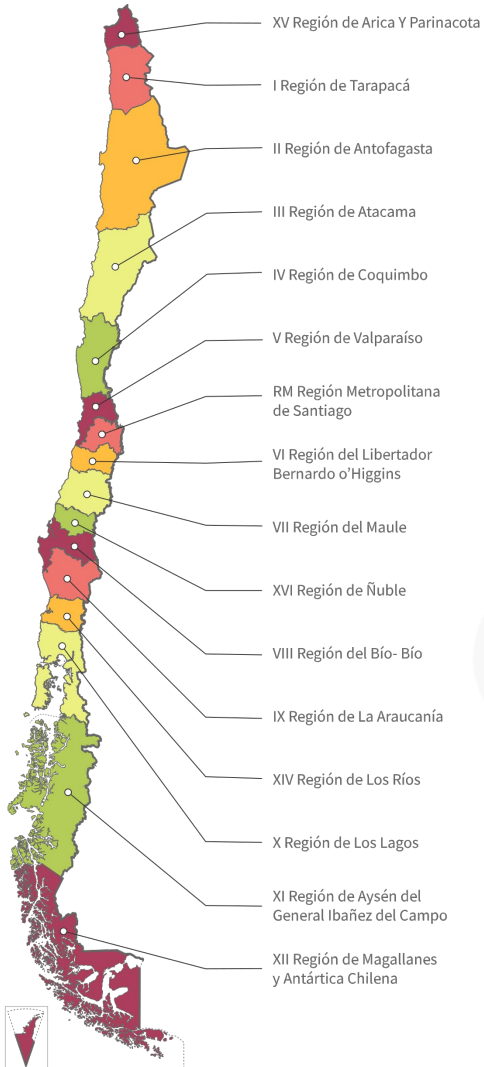 XV Región de Arica Y Parinacota
I Región de Tarapacá
II Región de Antofagasta
III Región de Atacama
IV Región de Coquimbo
V Región de Valparaíso
RM Región Metropolitana
de Santiago
VI Región del Libertador
Bernardo o’Higgins
VII Región del Maule
XVI Región de Ñuble
VIII Región del Bío- Bío
IX Región de La Araucanía
XIV Región de Los Ríos
X Región de Los Lagos
XI Región de Aysén del
General Ibañez del Campo
XII Región de Magallanes
y Antártica Chilena